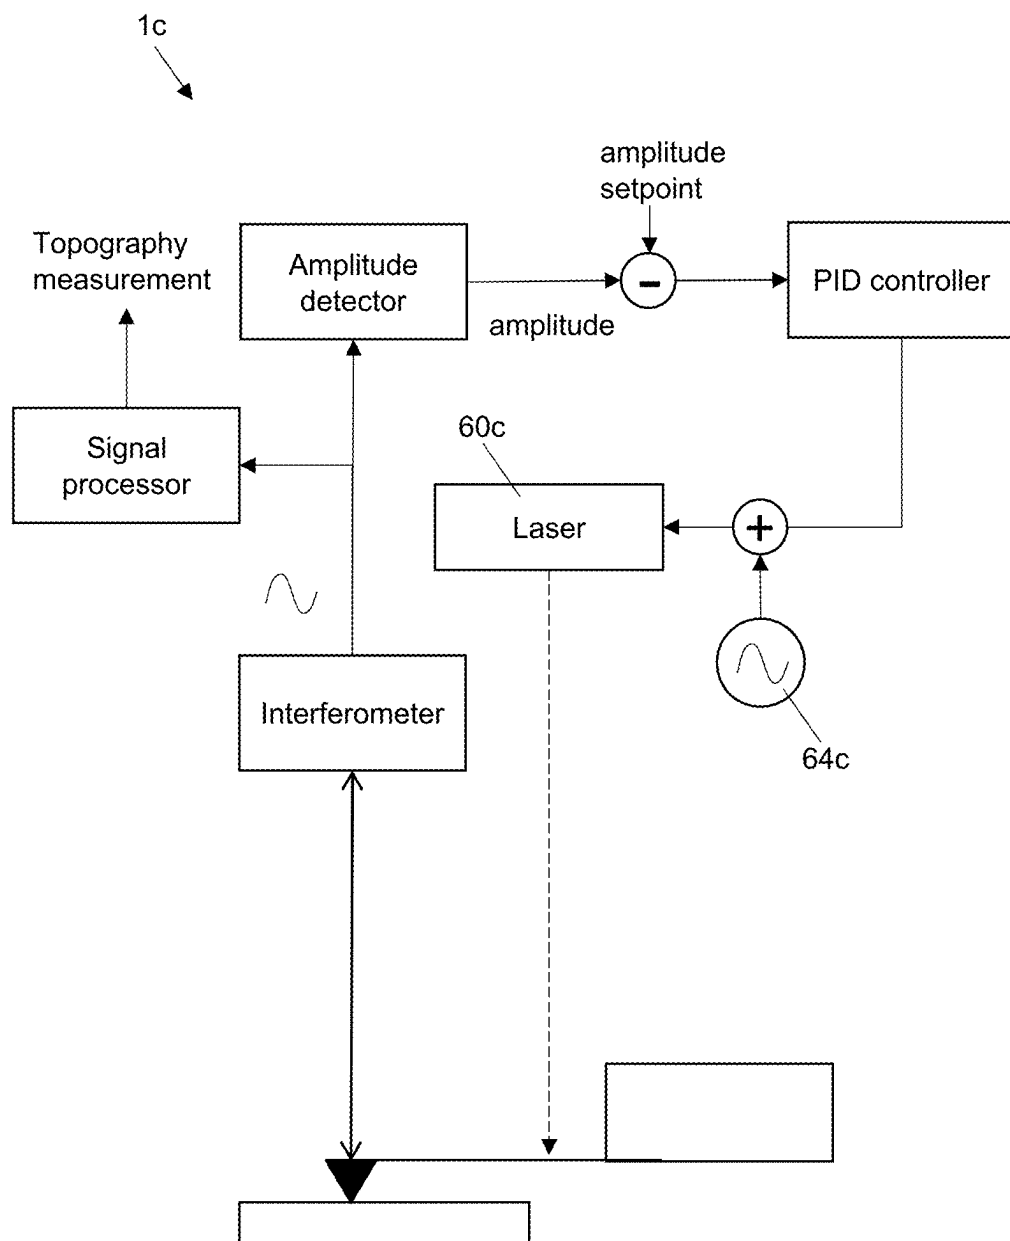 1c
amplitude
setpoint
Topography
measurement
Amplitude
detector
PID controller
amplitude
60c
Signal
processor
Laser
Interferometer
64c